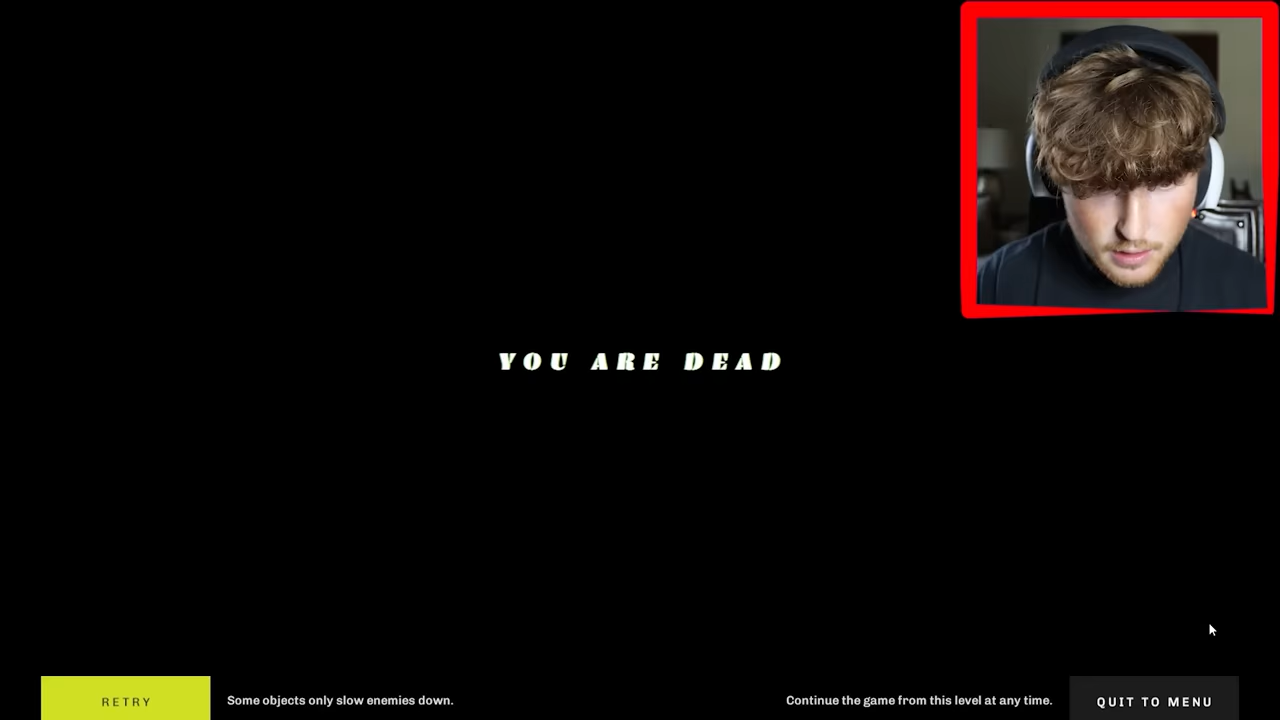 YOU ARE DEAD
RETRY
Some objects only slow enemies down.
Continue the game from this level at any time.
QUIT TO MENU